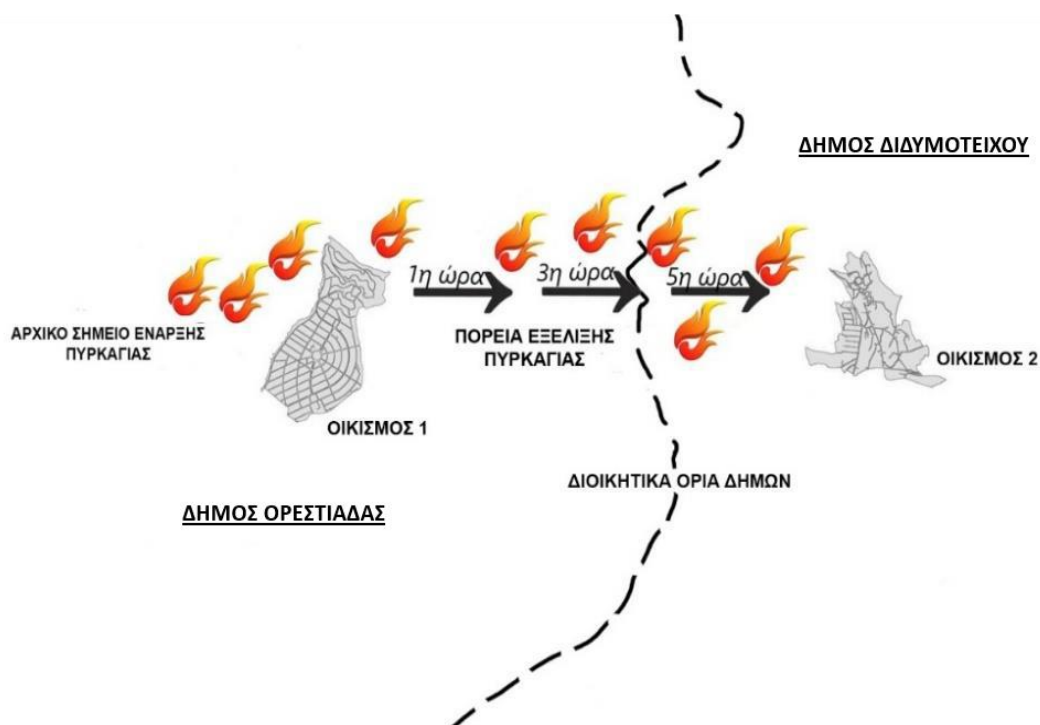 ΔΗΜΟΣ ΔΙΔΥΜΟΤΕΙΧΟΥ
1η ώρα
3η ώρα
5η ώρα
ΑΡΧΙΚΟ ΣΗΜΕΙΟ ΕΝΑΡΞΗΣ
ΠΥΡΚΑΓΙΑΣ
ΠΟΡΕΙΑ ΕΞΕΛΙΞΗΣ
ΠΥΡΚΑΓΙΑΣ
ΟΙΚΙΣΜΟΣ 2
ΟΙΚΙΣΜΟΣ 1
ΔΙΟΙΚΗΤΙΚΑ ΟΡΙΑ ΔΗΜΩΝ
ΔΗΜΟΣ ΟΡΕΣΤΙΑΔΑΣ